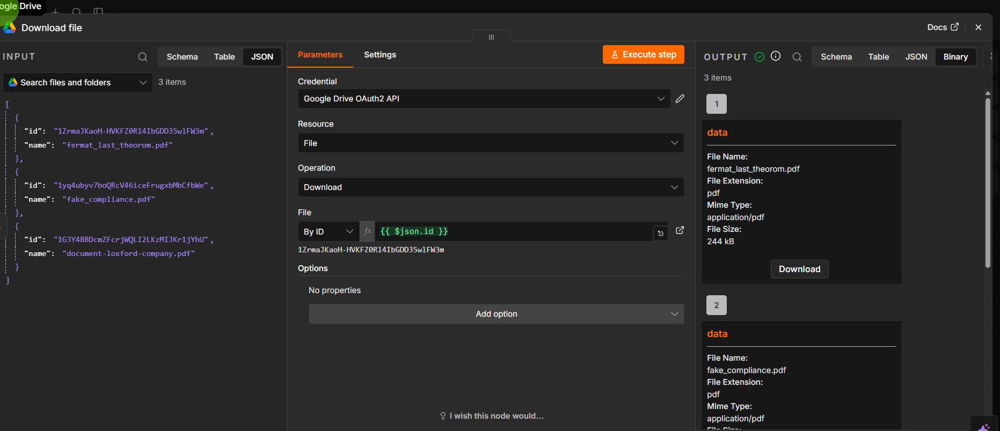 ogle Drive
Download file
Docs
INPUT
Schema
Table
JSON
Search files and folders
3 items
[
{
"id": "1ZrmaJKaoH-HVKFZ0Rl4IbGDD35wlFW3m",
"name": "fermat_last_theorom.pdf"
},
{
"id": "1yq4ubyv7boQRcV46iceFrugxbMbCfbWe",
"name": "fake_compliance.pdf"
},
{
"id": "1G3Y48BDcmZFcrjWQLI2LKzMIJKr1jYhU",
"name": "document-loxford-company.pdf"
}
]
Parameters
Settings
Execute step
Credential
Google Drive OAuth2 API
Resource
File
Operation
Download
File
By ID
fx
{{ $json.id }}
1ZrmaJKaoH-HVKFZ0Rl4IbGDD35wlFW3m
Options
No properties
Add option
I wish this node would...
OUTPUT
Schema
Table
JSON
Binary
3 items
1
data
File Name:
fermat_last_theorom.pdf
File Extension:
pdf
Mime Type:
application/pdf
File Size:
244 kB
Download
2
data
File Name:
fake_compliance.pdf
File Extension:
pdf
Mime Type:
application/pdf
File Size: